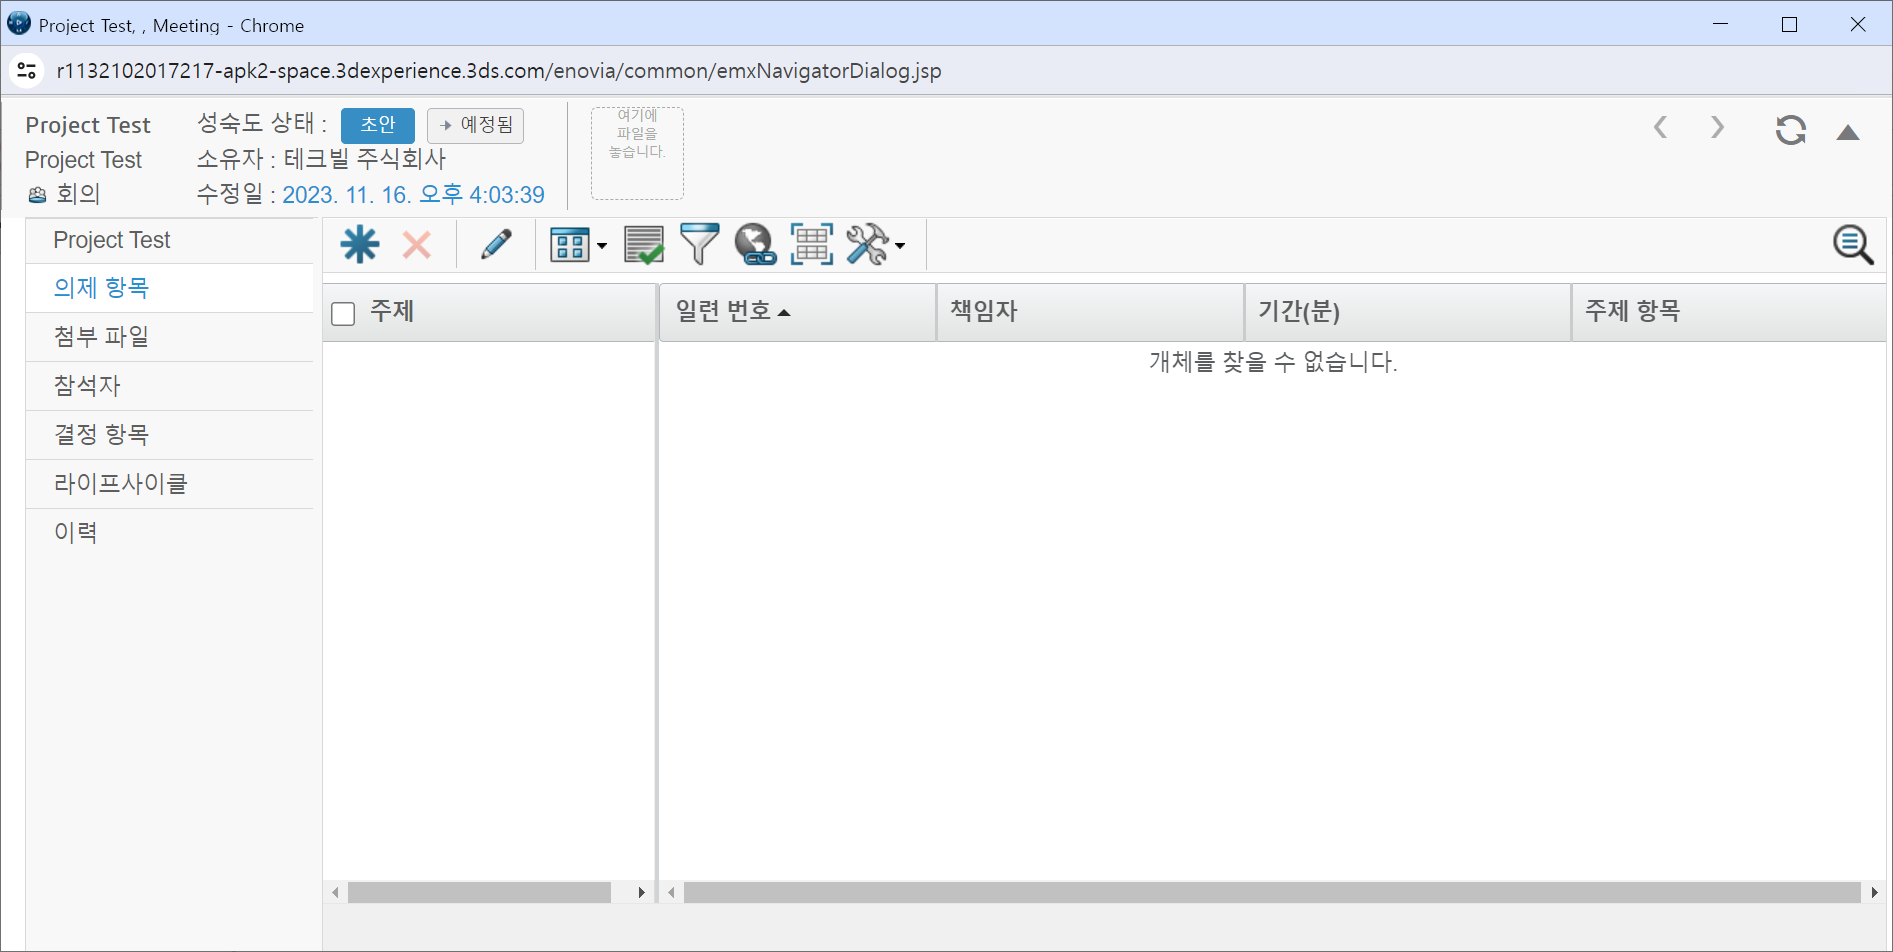 Project Test, , Meeting - Chrome
r1132102017217-apk2-space.3dexperience.3ds.com/enovia/common/emxNavigatorDialog.jsp
Project Test
Project Test
회의
성숙도 상태 : 초안 예정됨
소유자 : 테크빌 주식회사
수정일 : 2023. 11. 16. 오후 4:03:39
여기에
파일을
놓습니다.
Project Test
의제 항목
첨부 파일
참석자
결정 항목
라이프사이클
이력
주제 일련 번호 책임자 기간(분) 주제 항목
개체를 찾을 수 없습니다.